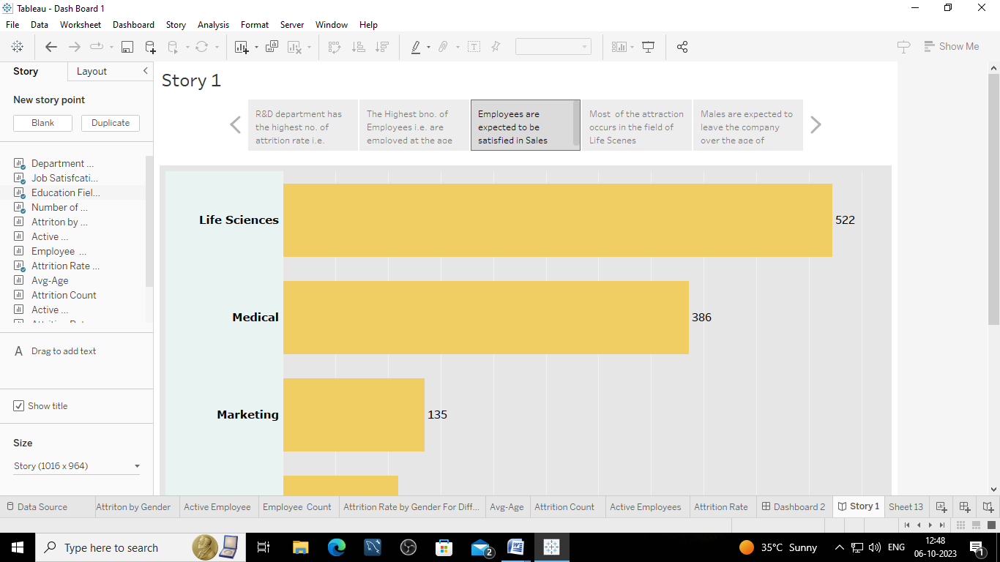 Tableau - Dash Board 1
File Data Worksheet Dashboard Story Analysis Format Server Window Help
Show Me
Story Layout
New story point
Blank Duplicate
Department ...
Job Satisfcati...
Education Fiel...
Number of ...
Attriton by ...
Active ...
Employee ...
Attrition Rate ...
Avg-Age
Attrition Count
Active ...
A Drag to add text
Show title
Size
Story (1016 x 964)
Story 1
R&D department has
the highest no. of
attrition rate i.e.
The Highest bno. of
Employees i.e. are
employed at the age
Employees are
expected to be
satisfied in Sales
Most of the attraction
occurs in the field of
Life Scenes
Males are expected to
leave the company
over the age of
Life Sciences 522
Medical 386
Marketing 135
Data Source Attriton by Gender Active Employee Employee Count Attrition Rate by Gender For Diff... Avg-Age Attrition Count Active Employees Attrition Rate Dashboard 2 Story 1 Sheet 13
Type here to search 2 35°C Sunny ENG 12:48
06-10-2023 1